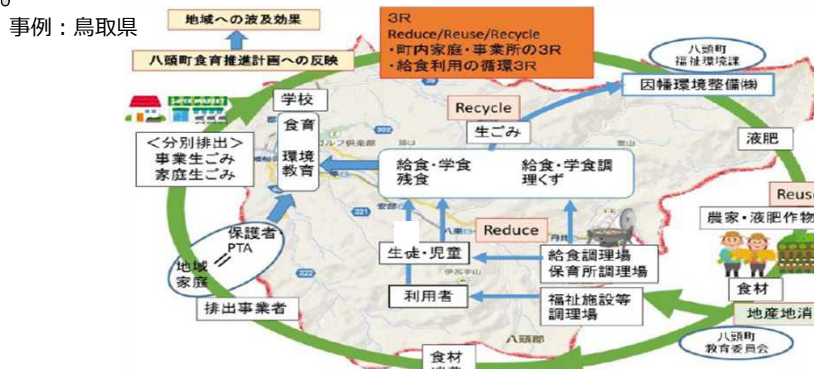 事例：鳥取県
地域への波及効果
八頭町食育推進計画への反映
3R
Reduce/Reuse/Recycle
・町内家庭・事業所の3R
・給食利用の循環3R
八頭町
福祉環境課
因幡環境整備㈱
学校
食育
環境
教育
Recycle
生ごみ
液肥
＜分別排出＞
事業生ごみ
家庭生ごみ
給食・学食
残食
給食・学食調
理くず
Reus
農家・液肥作物
保護者
PTA
地域
家庭
Reduce
生徒・児童
給食調理場
保育所調理場
食材
利用者
福祉施設等
調理場
地産地消
排出事業者
八頭町
教育委員会
八頭郡
食材